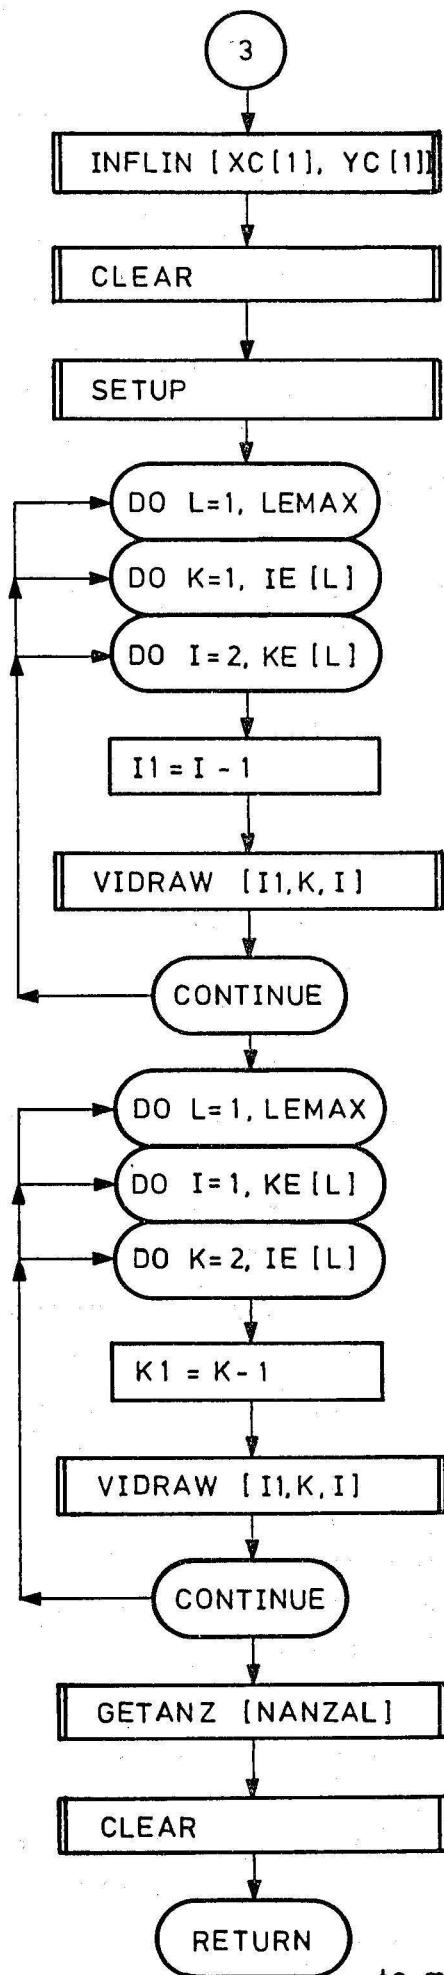 3
INFLIN [XC[1], YC[1]]
CLEAR
SETUP
DO L=1, LEMAX
DO K=1, IE [L]
DO I=2, KE [L]
I1 = I - 1
VIDRAW [I1,K,I]
CONTINUE
DO L=1, LEMAX
DO I=1, KE [L]
DO K=2, IE [L]
K1 = K-1
VIDRAW [I1,K,I]
CONTINUE
GETANZ [NANZAL]
CLEAR
RETURN